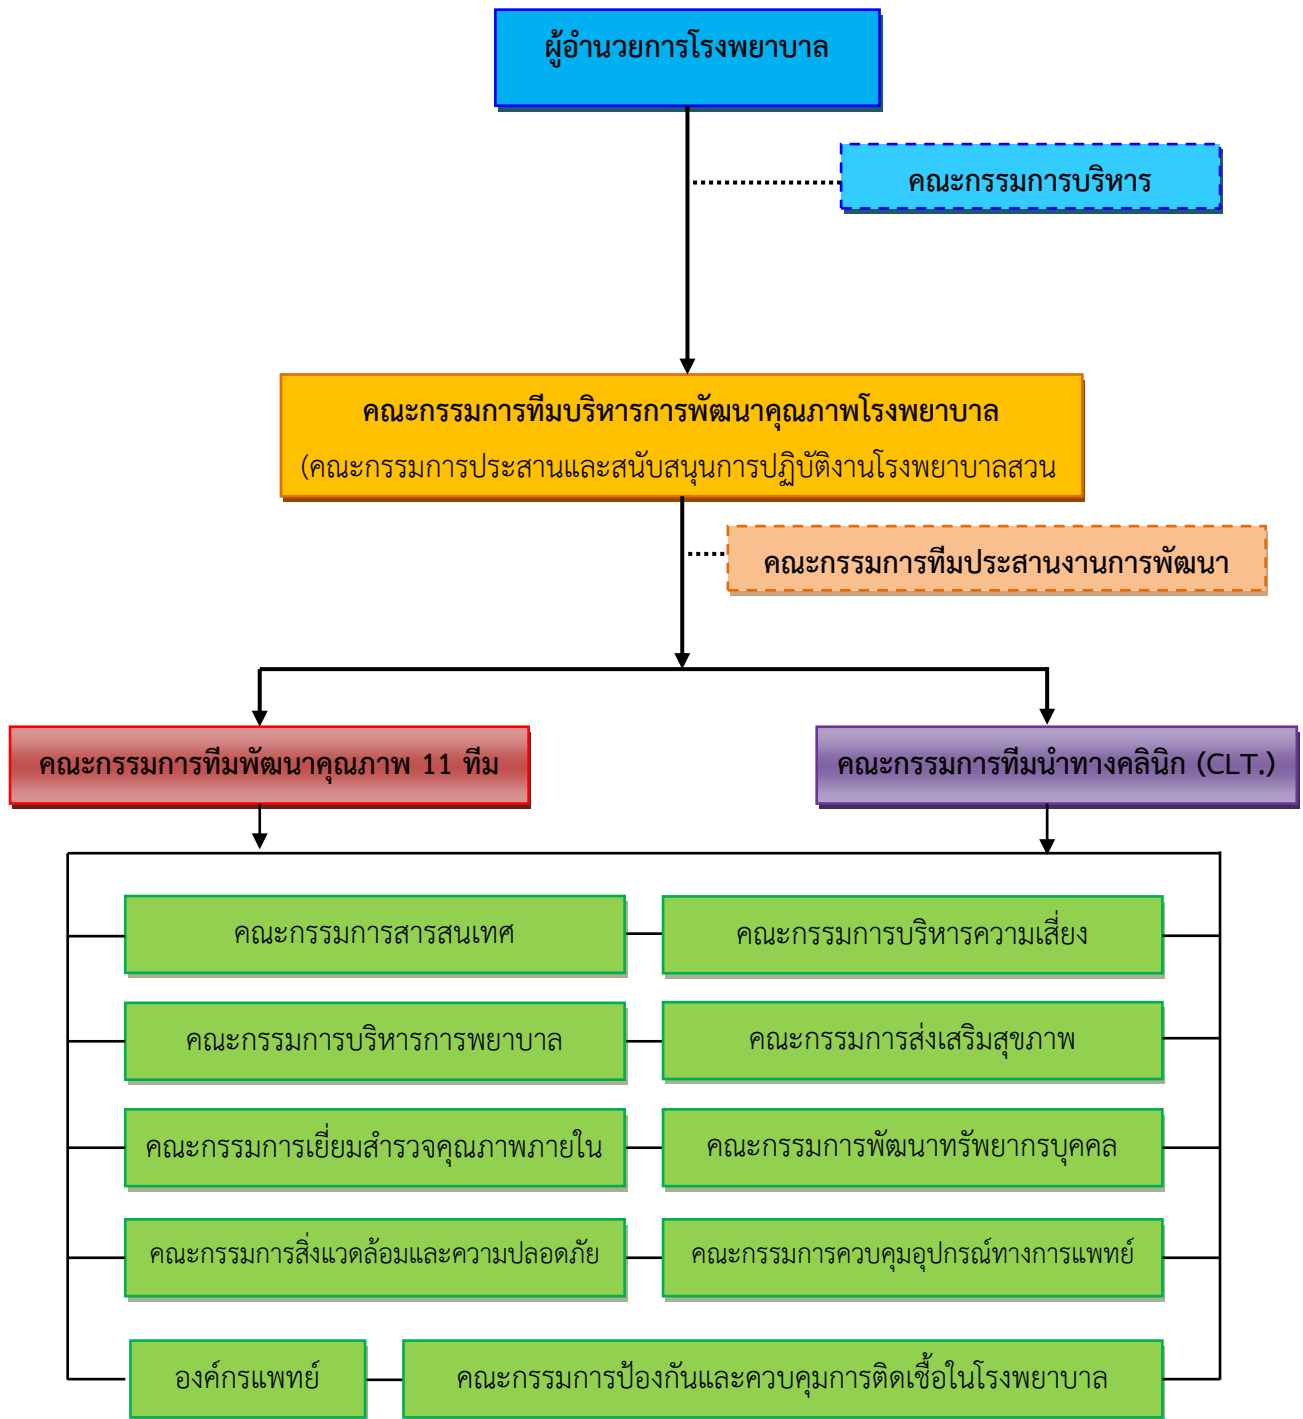 ผู้อำนวยการโรงพยาบาล
คณะกรรมการบริหาร
คณะกรรมการทีมบริหารการพัฒนาคุณภาพโรงพยาบาล
(คณะกรรมการประสานและสนับสนุนการปฏิบัติงานโรงพยาบาลสวน
คณะกรรมการทีมประสานงานการพัฒนา
คณะกรรมการทีมพัฒนาคุณภาพ 11 ทีม
คณะกรรมการทีมนำทางคลินิก (CLT.)
คณะกรรมการสารสนเทศ
คณะกรรมการบริหารความเสี่ยง
คณะกรรมการบริหารการพยาบาล
คณะกรรมการส่งเสริมสุขภาพ
คณะกรรมการเยี่ยมสำรวจคุณภาพภายใน
คณะกรรมการพัฒนาทรัพยากรบุคคล
คณะกรรมการสิ่งแวดล้อมและความปลอดภัย
คณะกรรมการควบคุมอุปกรณ์ทางการแพทย์
องค์กรแพทย์
คณะกรรมการป้องกันและควบคุมการติดเชื้อในโรงพยาบาล